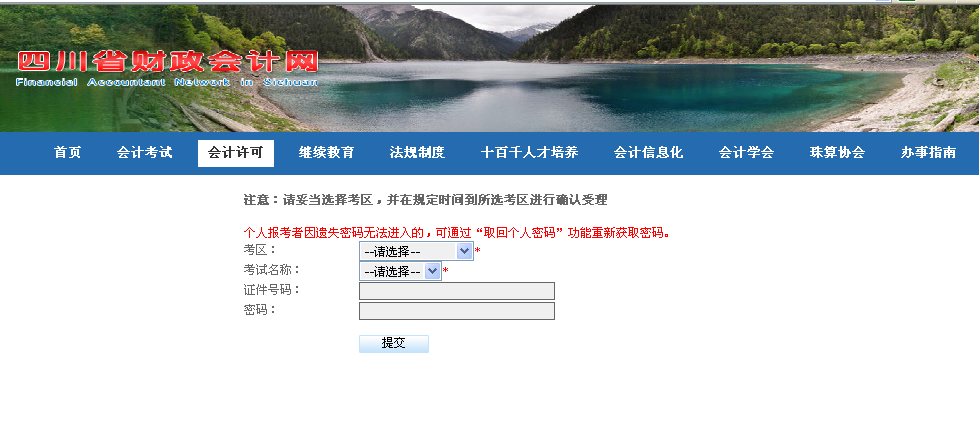 四川省财政会计网
Financial Accountant Network in Sichuan
首页 会计考试 会计许可 继续教育 法规制度 十百千人才培养 会计信息化 会计学会 珠算协会 办事指南
注意：请妥当选择考区，并在规定时间到所选考区进行确认受理
个人报考者因遗失密码无法进入的，可通过“取回个人密码”功能重新获取密码。
考区： --请选择-- *
考试名称： --请选择-- *
证件号码：
密码：
提交